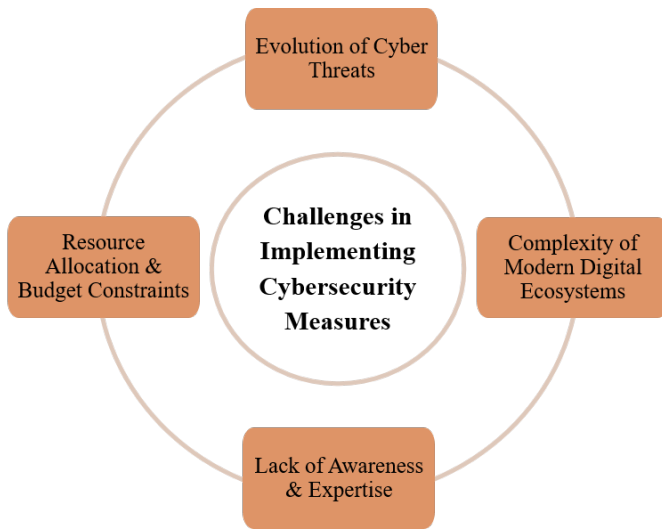 Evolution of Cyber
Threats
Resource
Allocation &
Budget Constraints
Challenges in
Implementing
Cybersecurity
Measures
Complexity of
Modern Digital
Ecosystems
Lack of Awareness
& Expertise